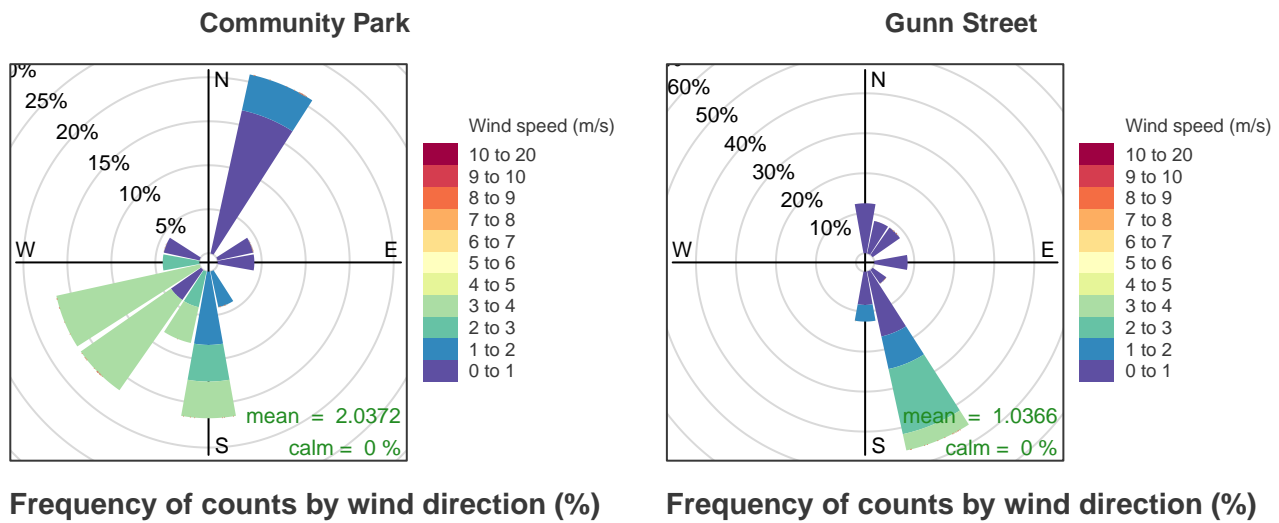 Community Park
0%
25%
20%
15%
10%
5%
N
W
E
S
mean = 2.0372
calm = 0 %
Wind speed (m/s)
10 to 20
9 to 10
8 to 9
7 to 8
6 to 7
5 to 6
4 to 5
3 to 4
2 to 3
1 to 2
0 to 1
Frequency of counts by wind direction (%)
Gunn Street
60%
50%
40%
30%
20%
10%
N
W
E
S
mean = 1.0366
calm = 0 %
Wind speed (m/s)
10 to 20
9 to 10
8 to 9
7 to 8
6 to 7
5 to 6
4 to 5
3 to 4
2 to 3
1 to 2
0 to 1
Frequency of counts by wind direction (%)